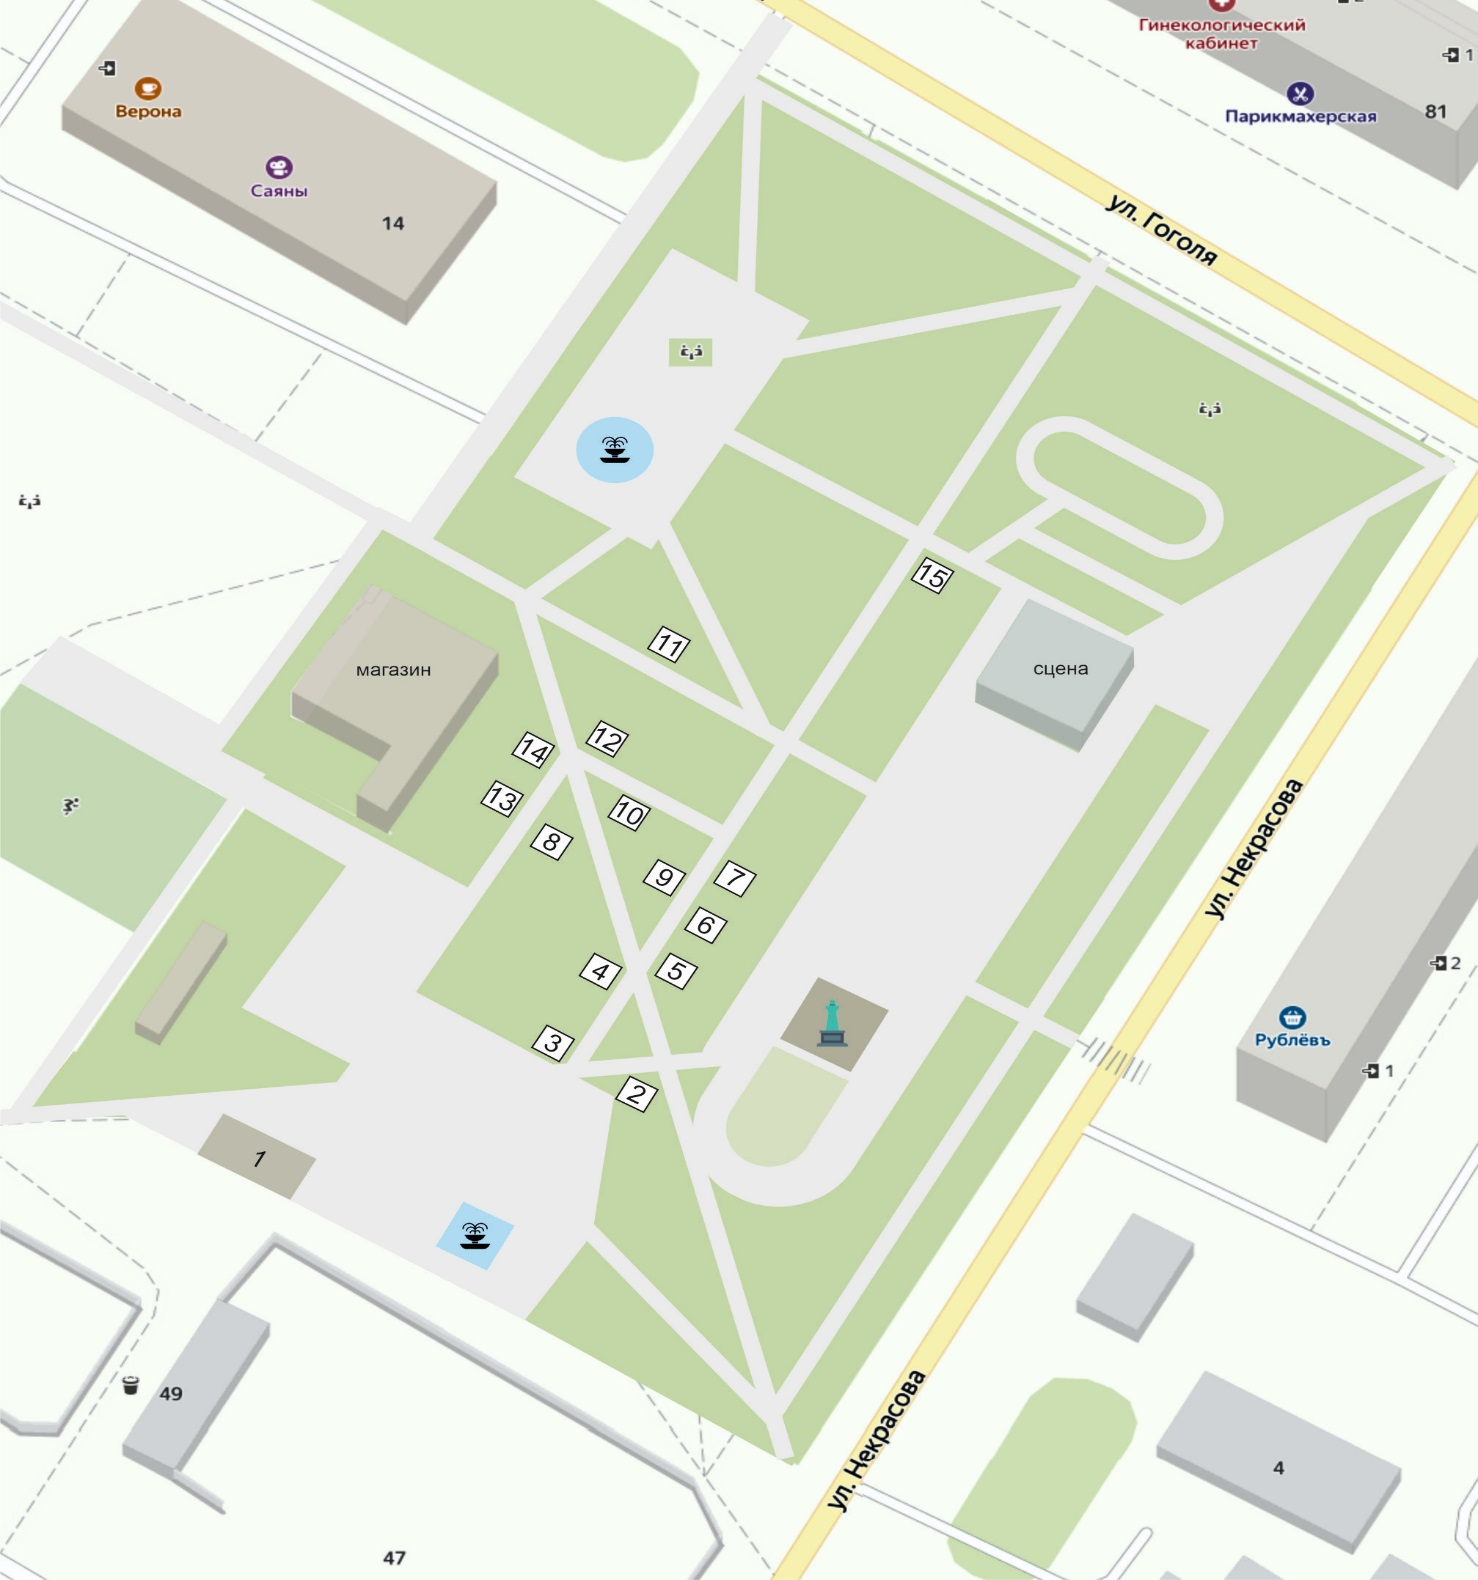 Гинекологический
кабинет
1
Верона
Парикмахерская
81
Саяны
14
ул. Гоголя
15
11
магазин
сцена
12
14
13
10
8
9
7
6
4
5
3
2
1
ул. Некрасова
2
Рублёвъ
1
49
ул. Некрасова
4
47